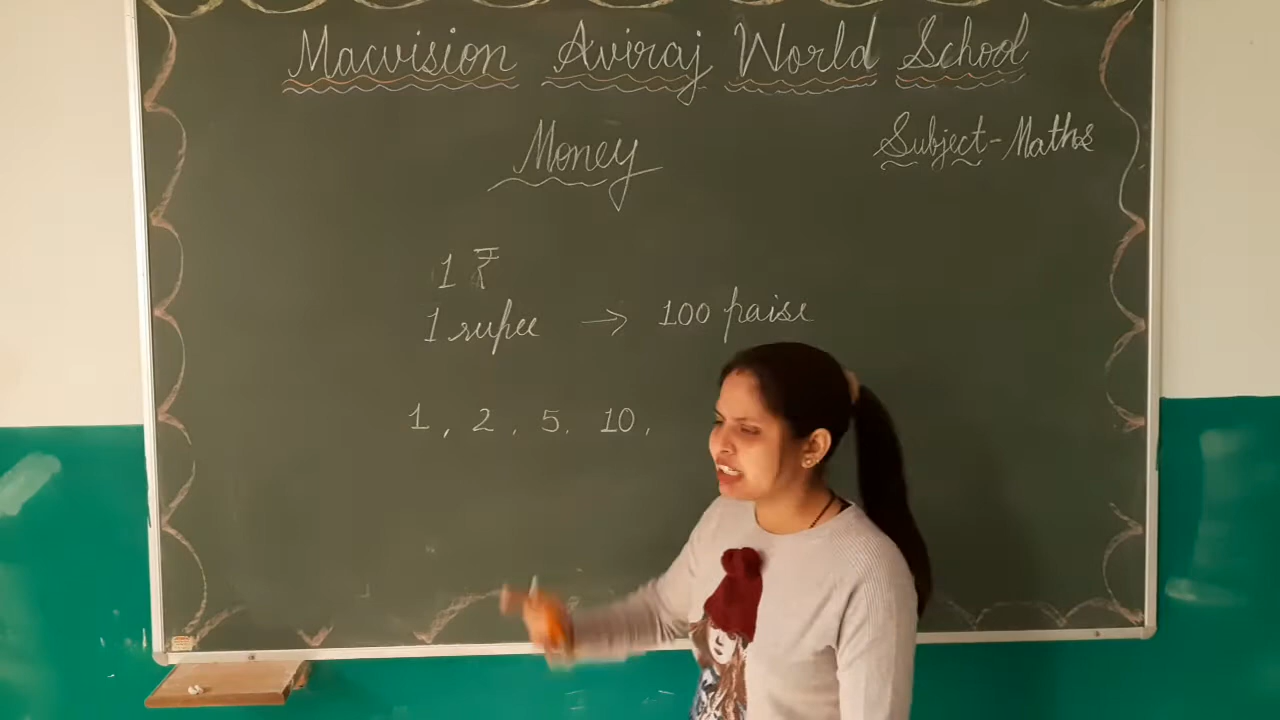 Macvision Aviraj World School
Money
Subject-Maths
1 ₹
1 rupee → 100 paise
1, 2, 5, 10,